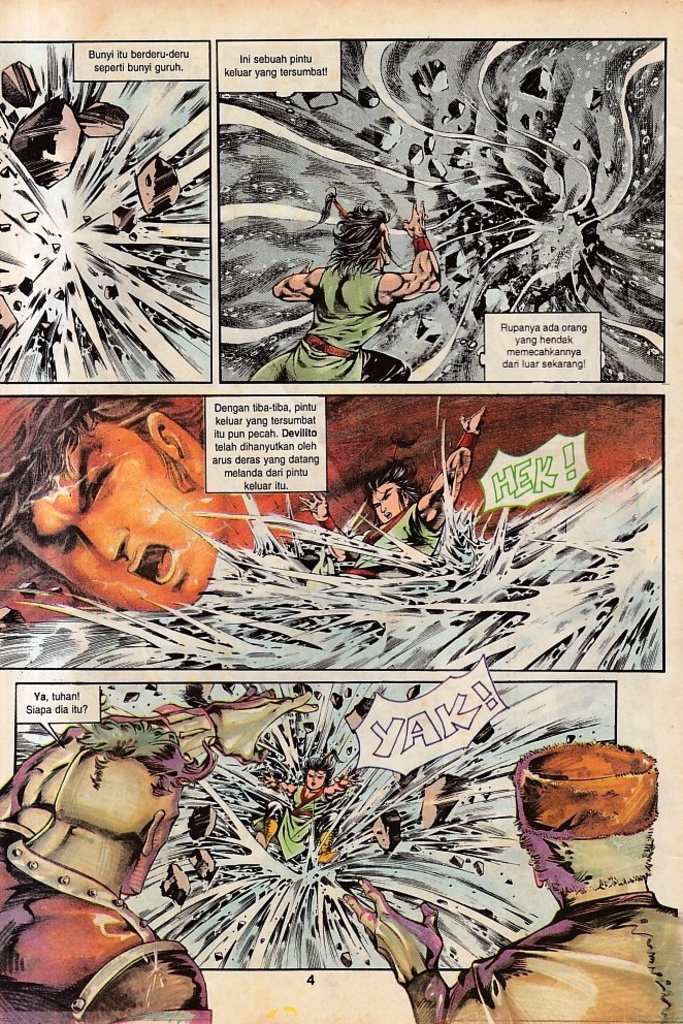 Bunyi itu berderu-deru
seperti bunyi guruh.
Ini sebuah pintu
keluar yang tersumbat!
Rupanya ada orang
yang hendak
memecahkannya
dari luar sekarang!
Dengan tiba-tiba, pintu
keluar yang tersumbat
itu pun pecah. Devilito
telah dihanyutkan oleh
arus deras yang datang
melanda dari pintu
keluar itu.
HEK!
Ya, tuhan!
Siapa dia itu?
YAK!
4